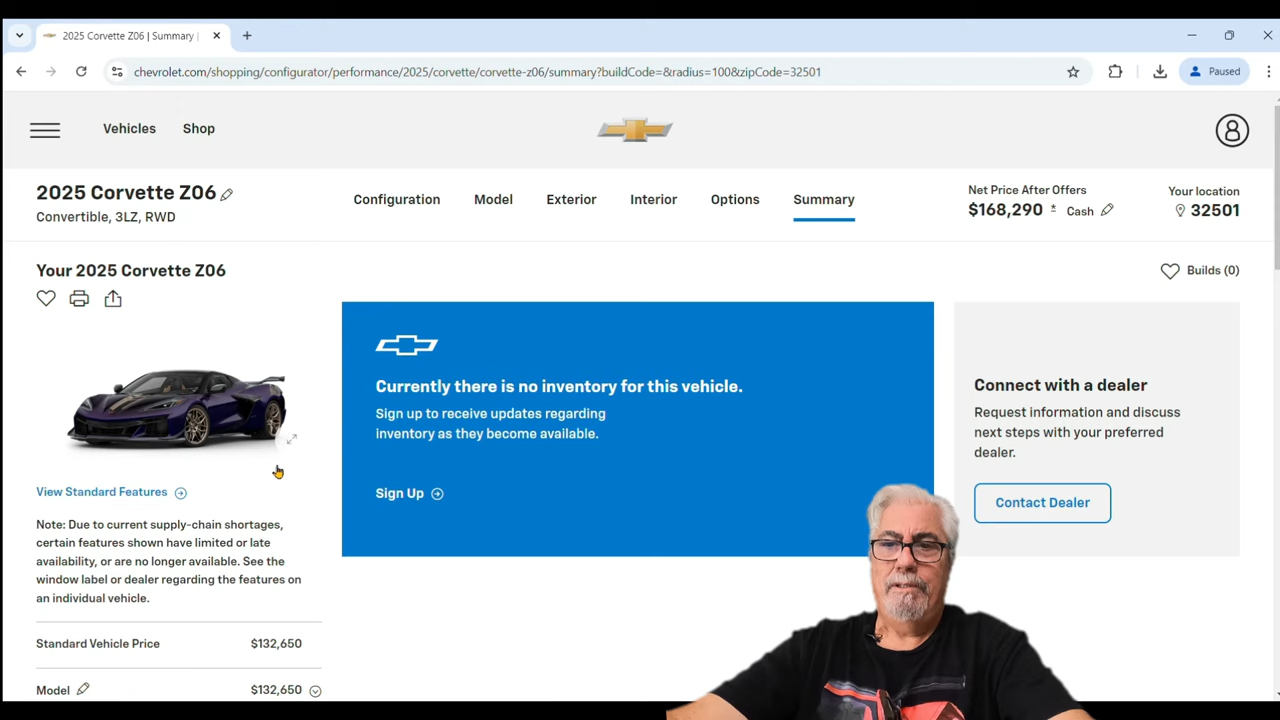 2025 Corvette Z06 | Summary |
chevrolet.com/shopping/configurator/performance/2025/corvette/corvette-z06/summary?buildCode=&radius=100&zipCode=32501
Paused
Vehicles
Shop
2025 Corvette Z06
Convertible, 3LZ, RWD
Configuration
Model
Exterior
Interior
Options
Summary
Net Price After Offers
$168,290 * Cash
Your location
32501
Your 2025 Corvette Z06
Builds (0)
Currently there is no inventory for this vehicle.
Sign up to receive updates regarding
inventory as they become available.
Sign Up
Connect with a dealer
Request information and discuss
next steps with your preferred
dealer.
Contact Dealer
View Standard Features
Note: Due to current supply-chain shortages,
certain features shown have limited or late
availability, or are no longer available. See the
window label or dealer regarding the features on
an individual vehicle.
Standard Vehicle Price $132,650
Model $132,650